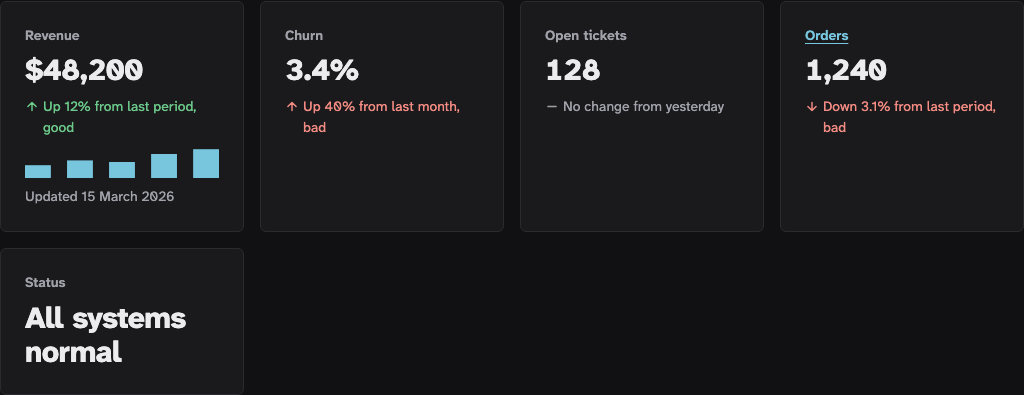 Revenue
$48,200
↑ Up 12% from last period,
good
Updated 15 March 2026
Churn
3.4%
↑ Up 40% from last month,
bad
Open tickets
128
— No change from yesterday
Orders
1,240
↓ Down 3.1% from last period,
bad
Status
All systems
normal